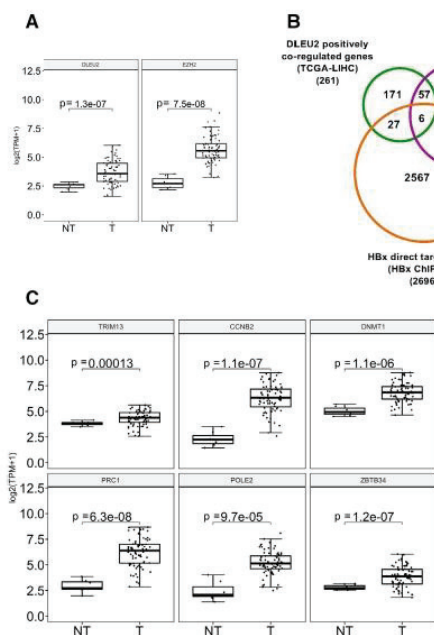 A
DLEU2 EZH2
p= 1.3e-07 p= 7.5e-08
log2(TPM+1)
12.5
10.0
7.5
5.0
2.5
0.0
NT T NT T
B
DLEU2 positively
co-regulated genes
(TCGA-LIHC)
(261)
171 57
27 6
2567
HBx direct tar
(HBx ChIP
(2696
C
TRIM13 CCNB2 DNMT1
p = 0.00013 p =1.1e-07 p =1.1e-06
12.5
10.0
7.5
5.0
2.5
0.0
log2(TPM+1)
PRC1 POLE2 ZBTB34
p =6.3e-08 p =9.7e-05 p =1.2e-07
12.5
10.0
7.5
5.0
2.5
0.0
NT T NT T NT T